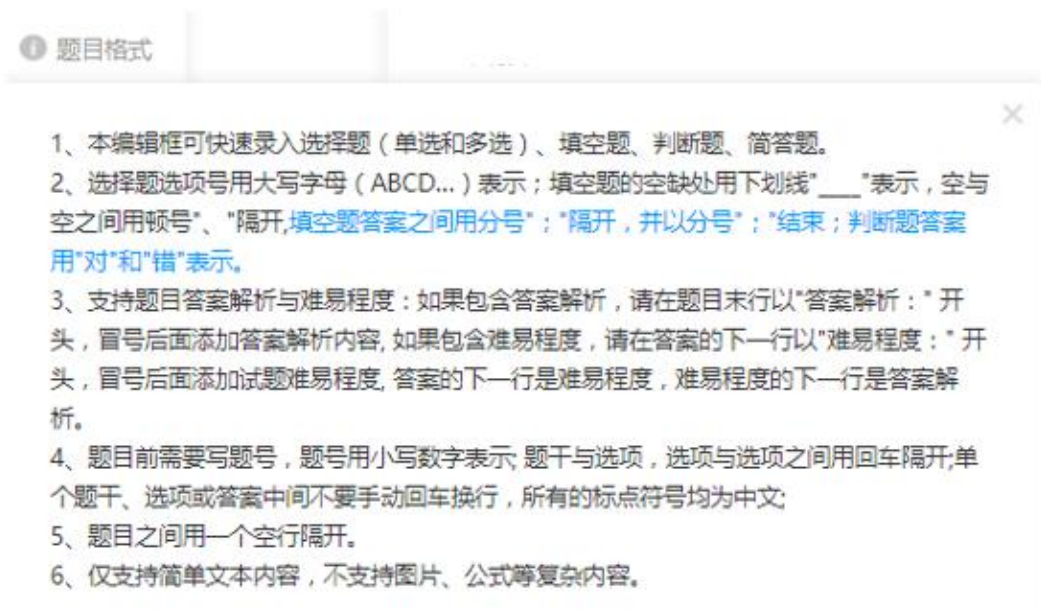 题目格式
1、本编辑框可快速录入选择题（单选和多选）、填空题、判断题、简答题。
2、选择题选项号用大写字母（ABCD...）表示；填空题的空缺处用下划线"____"表示，空与
空之间用顿号"、"隔开,填空题答案之间用分号"；"隔开，并以分号"；"结束；判断题答案
用"对"和"错"表示。
3、支持题目答案解析与难易程度：如果包含答案解析，请在题目末行以"答案解析：" 开
头，冒号后面添加答案解析内容, 如果包含难易程度，请在答案的下一行以"难易程度：" 开
头，冒号后面添加试题难易程度, 答案的下一行是难易程度，难易程度的下一行是答案解
析。
4、题目前需要写题号，题号用小写数字表示; 题干与选项，选项与选项之间用回车隔开;单
个题干、选项或答案中间不要手动回车换行，所有的标点符号均为中文;
5、题目之间用一个空行隔开。
6、仅支持简单文本内容，不支持图片、公式等复杂内容。